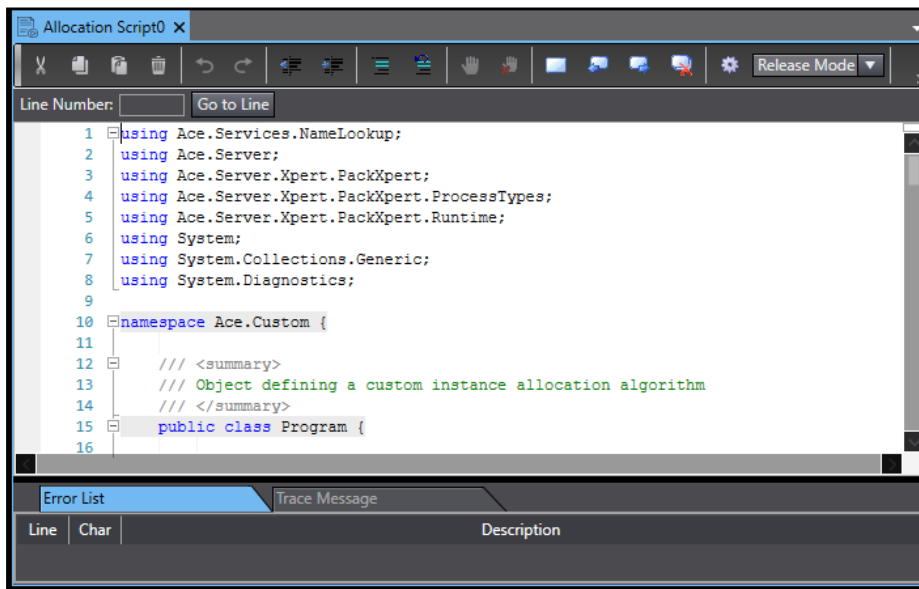 Allocation Script0
Release Mode
Line Number: Go to Line
1 using Ace.Services.NameLookup;
2 using Ace.Server;
3 using Ace.Server.Xpert.PackXpert;
4 using Ace.Server.Xpert.PackXpert.ProcessTypes;
5 using Ace.Server.Xpert.PackXpert.Runtime;
6 using System;
7 using System.Collections.Generic;
8 using System.Diagnostics;
9
10 namespace Ace.Custom {
11
12 /// <summary>
13 /// Object defining a custom instance allocation algorithm
14 /// </summary>
15 public class Program {
16
Error List Trace Message
Line Char Description